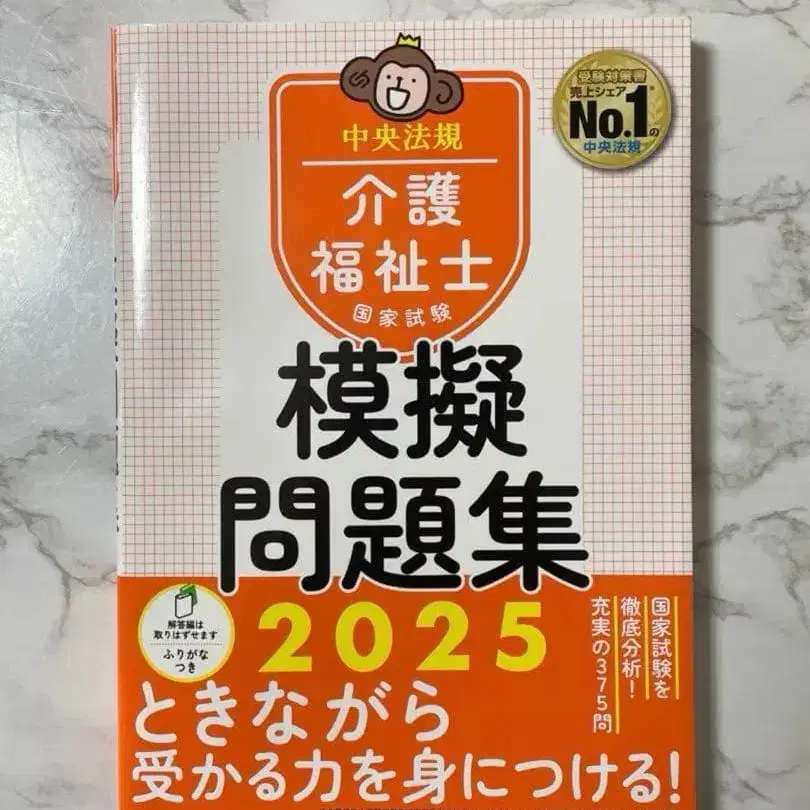 中央法規
介護
福祉士
国家試験
受験対策書
売上シェア
No.1の
中央法規
模擬
問題集
2025
解答編は
取りはずせます
ふりがな
つき
国家試験を
徹底分析!
充実の375問
ときながら
受かる力を身につける!